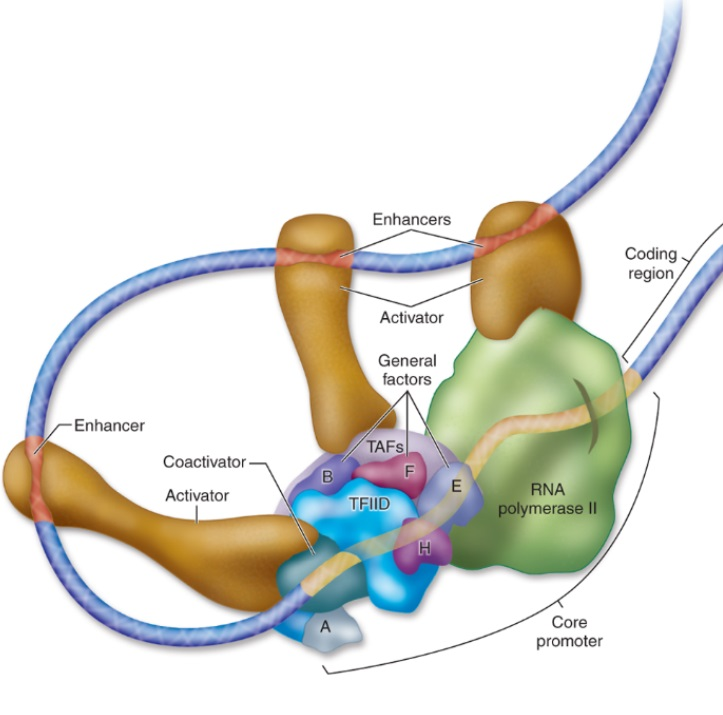 Enhancers
Coding
region
Activator
General
factors
Enhancer
TAFs
Coactivator
B
F
E
Activator
TFIID
RNA
polymerase II
H
A
Core
promoter